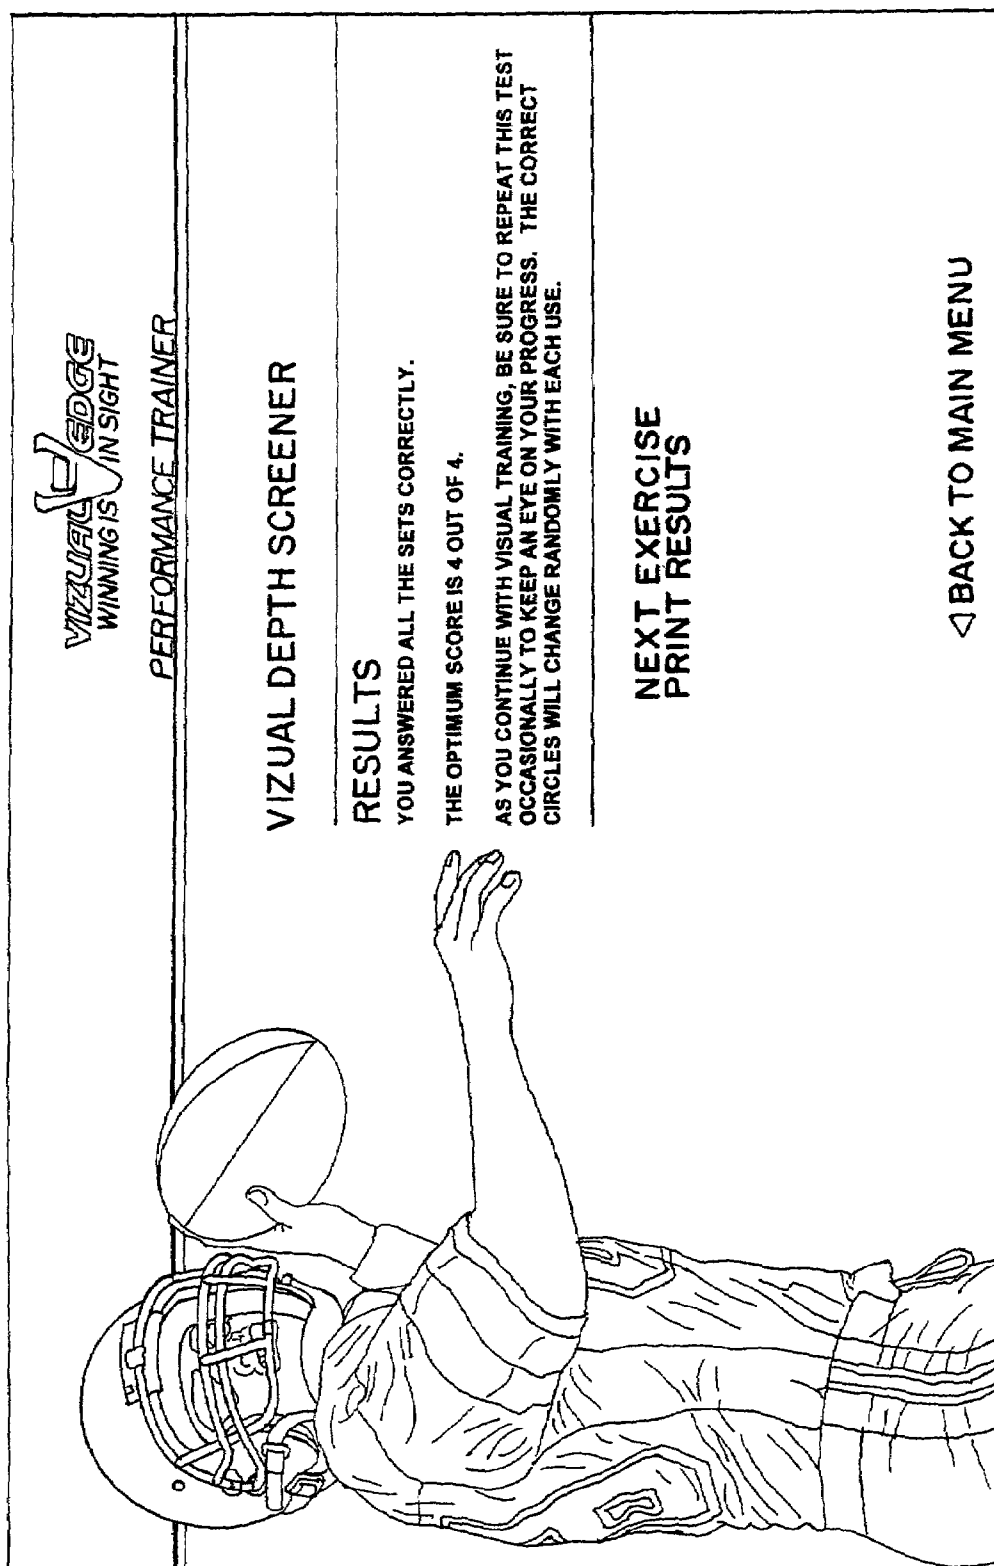 VIZUAL EDGE
WINNING IS IN SIGHT
PERFORMANCE TRAINER
VIZUAL DEPTH SCREENER
RESULTS
YOU ANSWERED ALL THE SETS CORRECTLY.
THE OPTIMUM SCORE IS 4 OUT OF 4.
AS YOU CONTINUE WITH VISUAL TRAINING, BE SURE TO REPEAT THIS TEST
OCCASIONALLY TO KEEP AN EYE ON YOUR PROGRESS. THE CORRECT
CIRCLES WILL CHANGE RANDOMLY WITH EACH USE.
NEXT EXERCISE
PRINT RESULTS
◁ BACK TO MAIN MENU